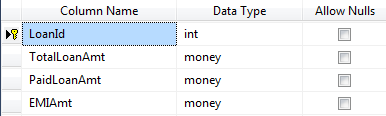 Column Name Data Type Allow Nulls
LoanId int
TotalLoanAmt money
PaidLoanAmt money
EMIAmt money